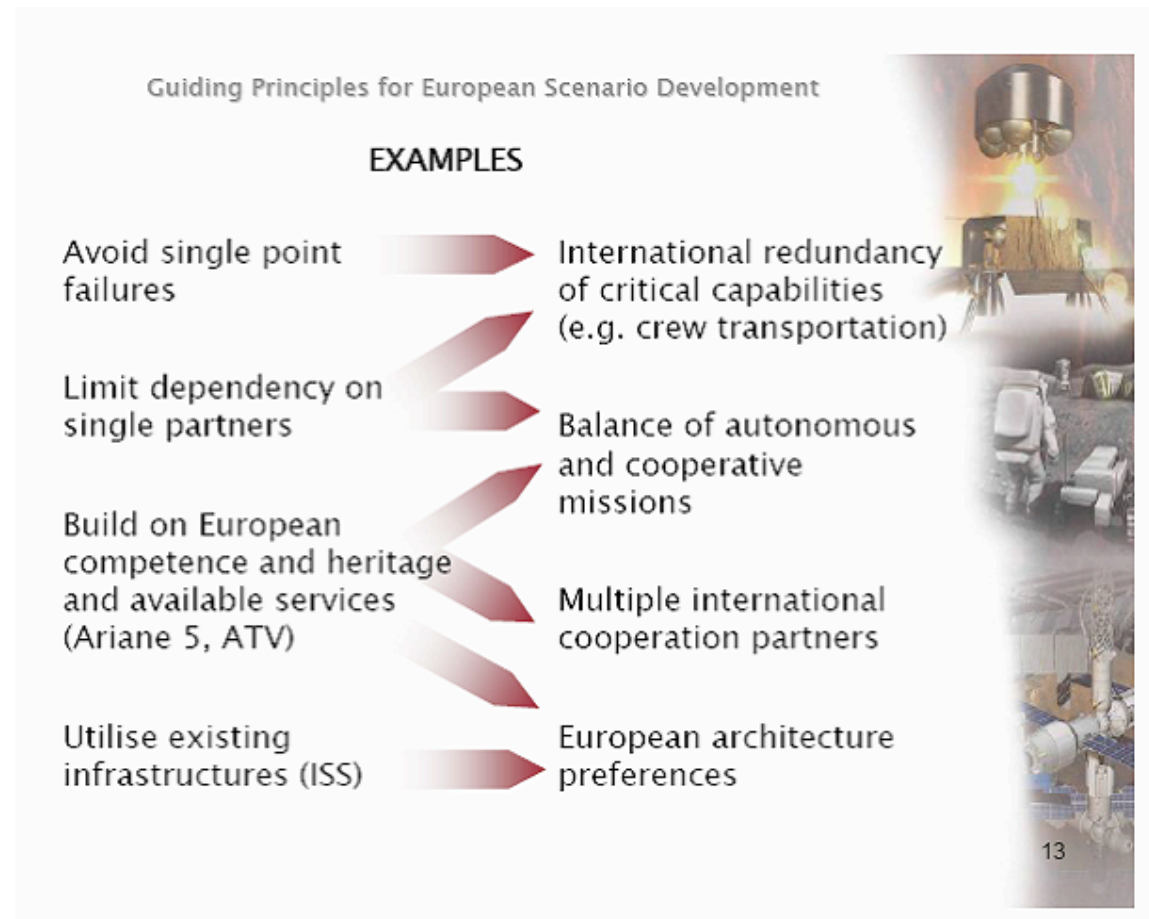 Guiding Principles for European Scenario Development
EXAMPLES
Avoid single point
failures
Limit dependency on
single partners
Build on European
competence and heritage
and available services
(Ariane 5, ATV)
Utilise existing
infrastructures (ISS)
International redundancy
of critical capabilities
(e.g. crew transportation)
Balance of autonomous
and cooperative
missions
Multiple international
cooperation partners
European architecture
preferences
13